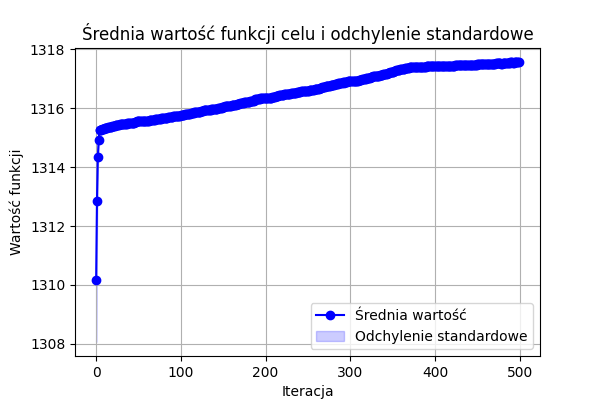 Średnia wartość funkcji celu i odchylenie standardowe
1318
1316
1314
1312
1310
1308
Wartość funkcji
0
100
200
300
400
500
Iteracja
Średnia wartość
Odchylenie standardowe